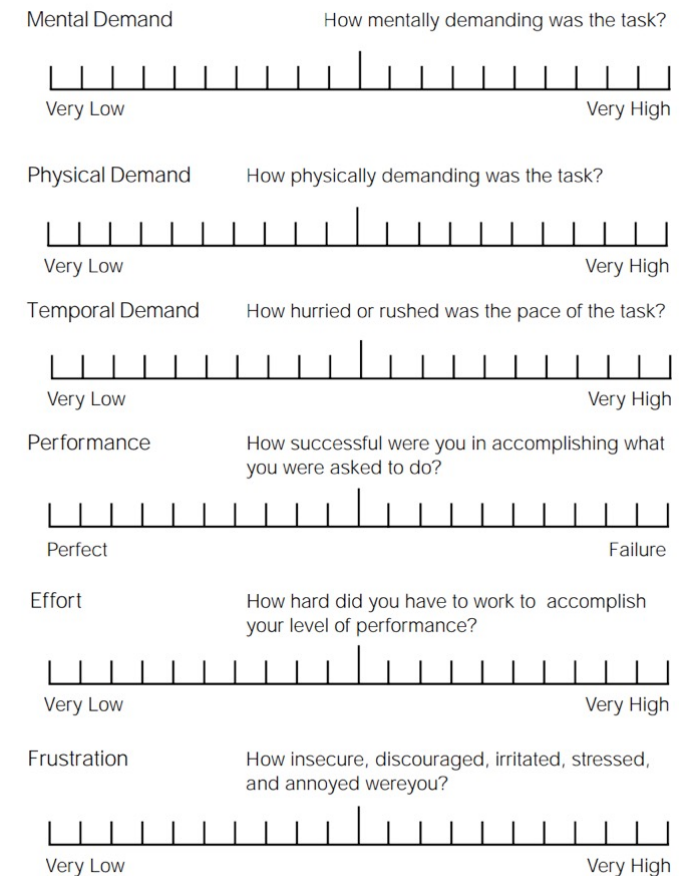 Mental Demand How mentally demanding was the task?
Very Low Very High
Physical Demand How physically demanding was the task?
Very Low Very High
Temporal Demand How hurried or rushed was the pace of the task?
Very Low Very High
Performance How successful were you in accomplishing what
you were asked to do?
Perfect Failure
Effort How hard did you have to work to accomplish
your level of performance?
Very Low Very High
Frustration How insecure, discouraged, irritated, stressed,
and annoyed wereyou?
Very Low Very High